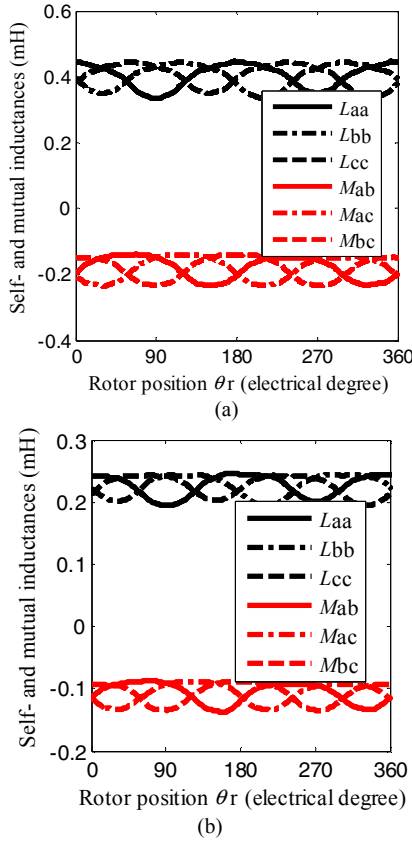 0.6
0.4
0.2
0
-0.2
-0.4
Self- and mutual inductances (mH)
Laa
Lbb
Lcc
Mab
Mac
Mbc
0 90 180 270 360
Rotor position θr (electrical degree)
(a)
0.3
0.2
0.1
0
-0.1
-0.2
Self- and mutual inductances (mH)
Laa
Lbb
Lcc
Mab
Mac
Mbc
0 90 180 270 360
Rotor position θr (electrical degree)
(b)